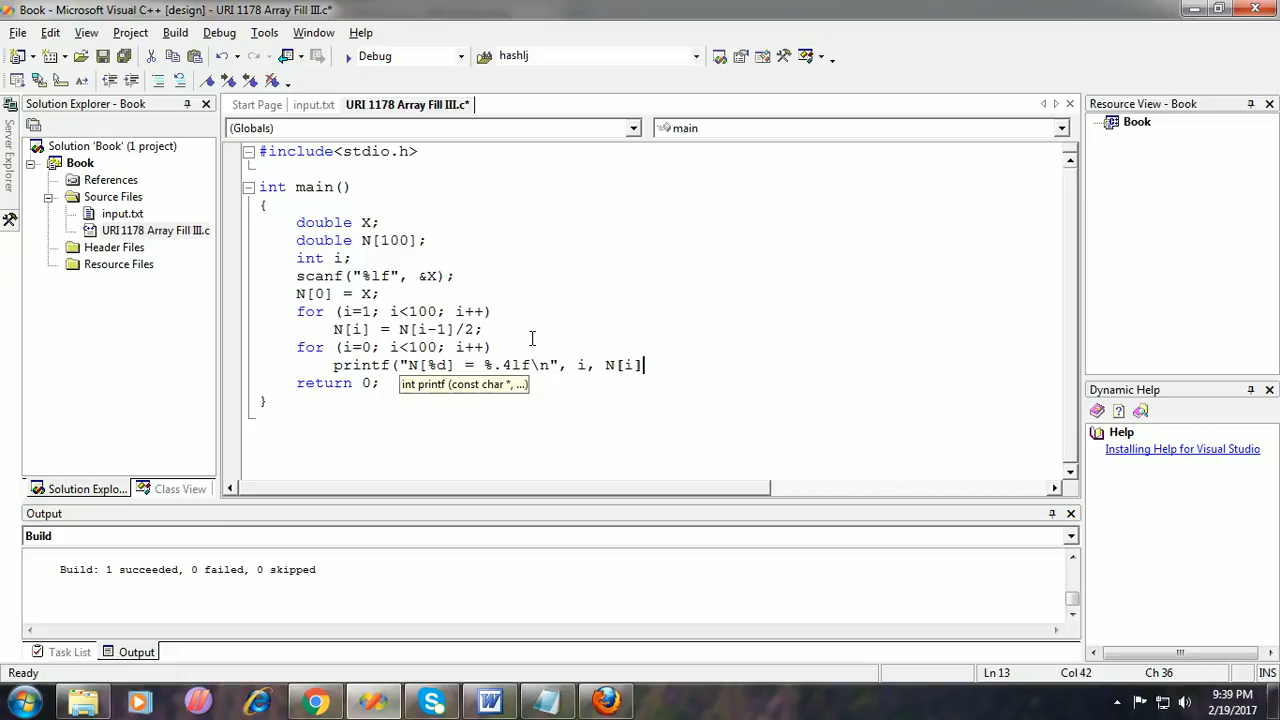 Book - Microsoft Visual C++ [design] - URI 1178 Array Fill III.c*
File Edit View Project Build Debug Tools Window Help
Debug hashlj
Solution Explorer - Book
Start Page input.txt URI 1178 Array Fill III.c*
Resource View - Book
Server Explorer
(Globals) main
Solution 'Book' (1 project)
Book
References
Source Files
input.txt
URI 1178 Array Fill III.c
Header Files
Resource Files
#include<stdio.h>
int main()
{
double X;
double N[100];
int i;
scanf("%lf", &X);
N[0] = X;
for (i=1; i<100; i++)
N[i] = N[i-1]/2;
for (i=0; i<100; i++)
printf("N[%d] = %.4lf\n", i, N[i]
return 0;
int printf (const char *, ...)
}
Book
Dynamic Help
Help
Installing Help for Visual Studio
Solution Explo... Class View
Output
Build
Build: 1 succeeded, 0 failed, 0 skipped
Task List Output
Ready Ln 13 Col 42 Ch 36 INS
9:39 PM
2/19/2017